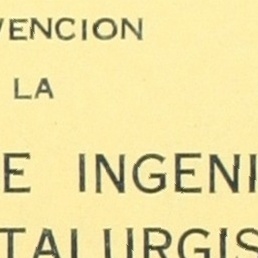 VENCION
LA
E INGENI
TALURGIS